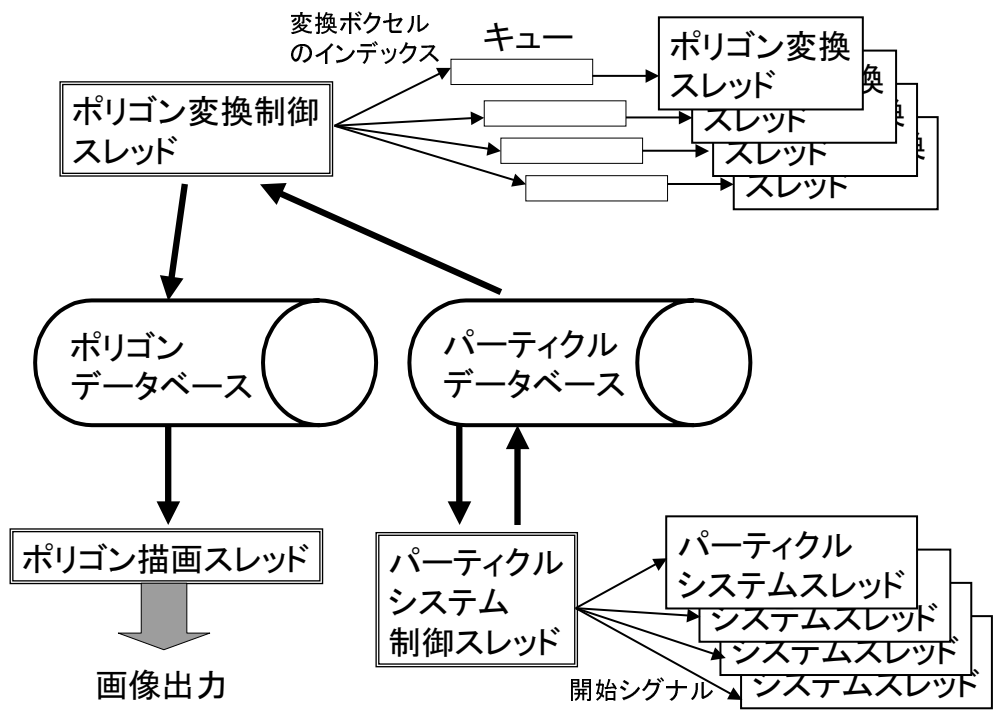 変換ボクセル
のインデックス
キュー
ポリゴン変換
スレッド
換
スレッド
換
スレッド
換
スレッド
ポリゴン変換制御
スレッド
ポリゴン
データベース
パーティクル
データベース
ポリゴン描画スレッド
パーティクル
システム
制御スレッド
パーティクル
システムスレッド
システムスレッド
システムスレッド
システムスレッド
開始シグナル
画像出力